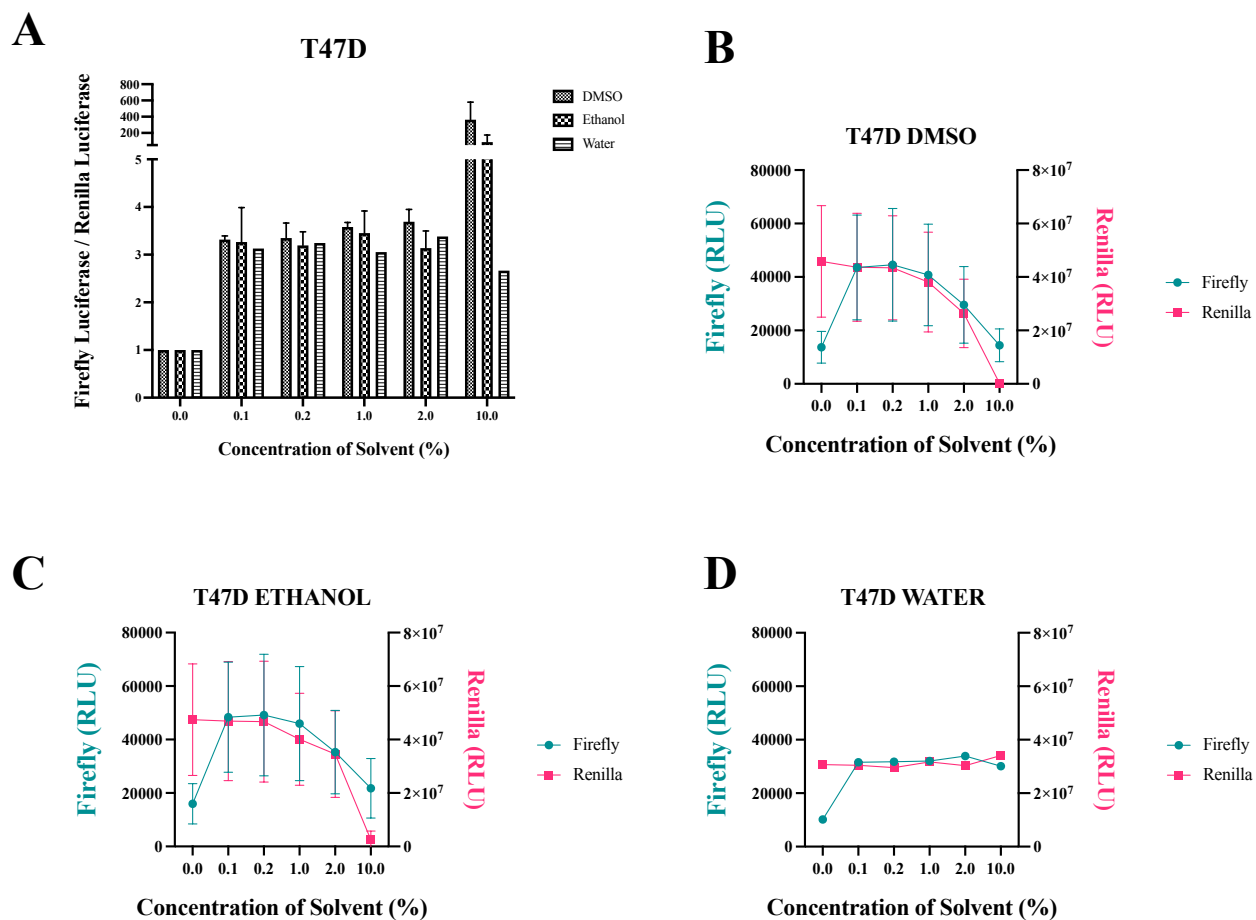 A
T47D
Firefly Luciferase / Renilla Luciferase
800
600
400
200
5
4
3
2
1
0
0.0 0.1 0.2 1.0 2.0 10.0
Concentration of Solvent (%)
DMSO
Ethanol
Water
B
T47D DMSO
Firefly (RLU)
80000
60000
40000
20000
0
8×10⁷
6×10⁷
4×10⁷
2×10⁷
0
Renilla (RLU)
0.0 0.1 0.2 1.0 2.0 10.0
Concentration of Solvent (%)
Firefly
Renilla
C
T47D ETHANOL
Firefly (RLU)
80000
60000
40000
20000
0
8×10⁷
6×10⁷
4×10⁷
2×10⁷
0
Renilla (RLU)
0.0 0.1 0.2 1.0 2.0 10.0
Concentration of Solvent (%)
Firefly
Renilla
D
T47D WATER
Firefly (RLU)
80000
60000
40000
20000
0
8×10⁷
6×10⁷
4×10⁷
2×10⁷
0
Renilla (RLU)
0.0 0.1 0.2 1.0 2.0 10.0
Concentration of Solvent (%)
Firefly
Renilla